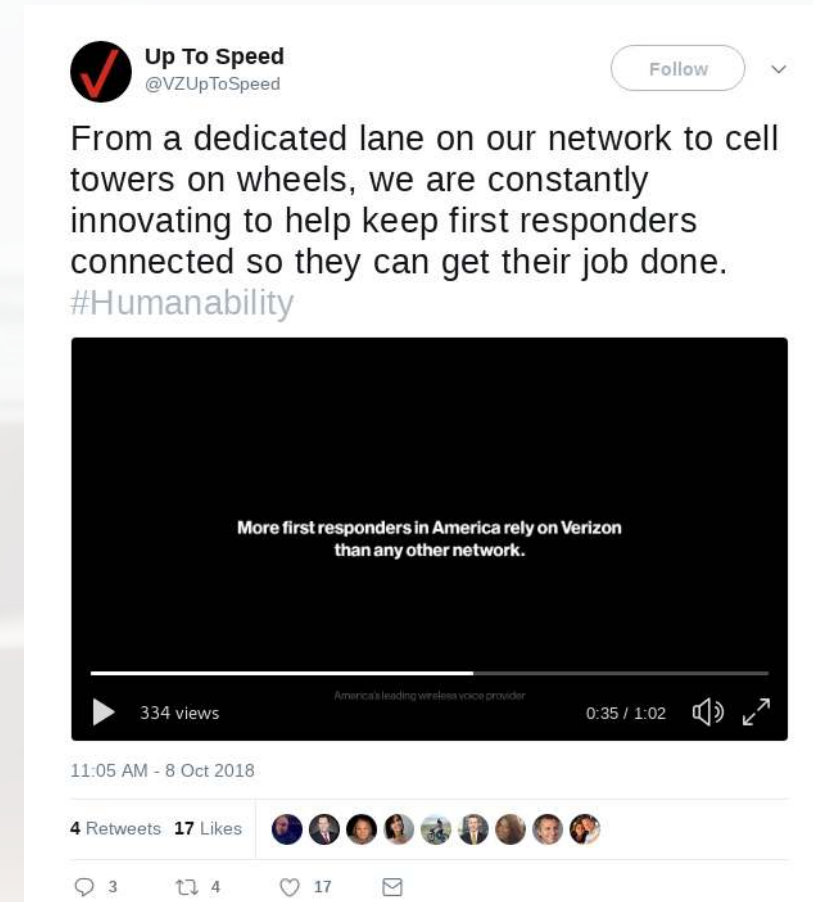 Up To Speed
@VZUpToSpeed
Follow
From a dedicated lane on our network to cell
towers on wheels, we are constantly
innovating to help keep first responders
connected so they can get their job done.
#Humanability
More first responders in America rely on Verizon
than any other network.
America's leading wireless voice provider
334 views
0:35 / 1:02
11:05 AM - 8 Oct 2018
4 Retweets 17 Likes
3 4 17